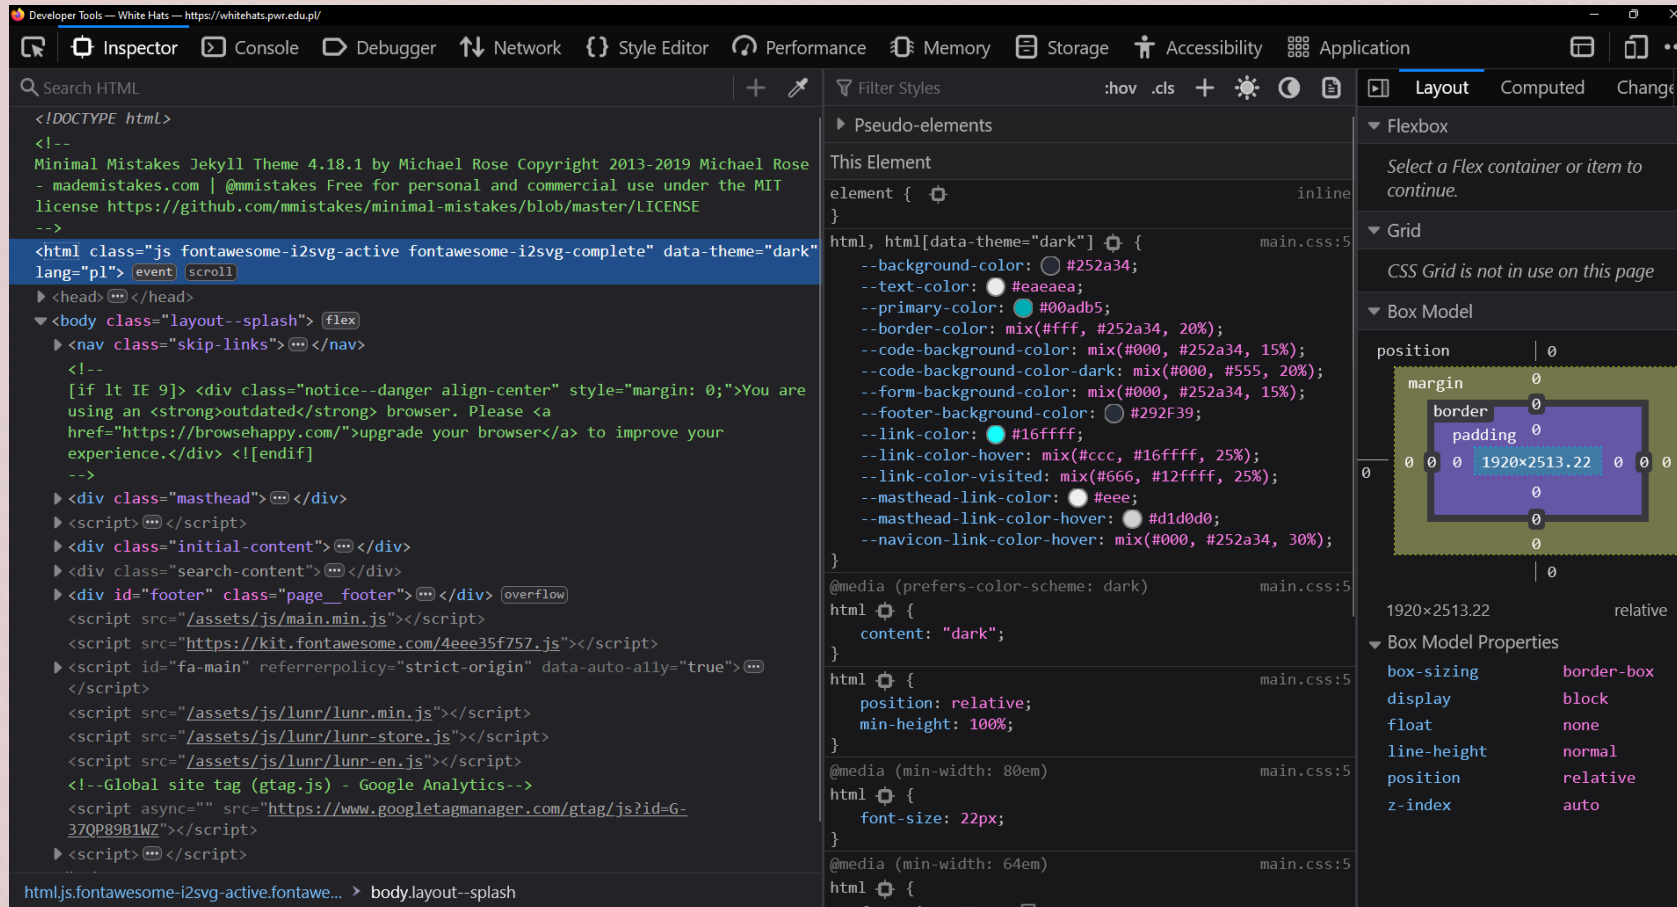 Developer Tools — White Hats — https://whitehats.pwr.edu.pl/
Inspector Console Debugger Network Style Editor Performance Memory Storage Accessibility Application
Search HTML
<!DOCTYPE html>
<!--
Minimal Mistakes Jekyll Theme 4.18.1 by Michael Rose Copyright 2013-2019 Michael Rose
- mademistakes.com | @mmistakes Free for personal and commercial use under the MIT
license https://github.com/mmistakes/minimal-mistakes/blob/master/LICENSE
-->
<html class="js fontawesome-i2svg-active fontawesome-i2svg-complete" data-theme="dark"
lang="pl"> event scroll
<head> ••• </head>
<body class="layout--splash"> flex
<nav class="skip-links"> ••• </nav>
<!--
[if lt IE 9]> <div class="notice--danger align-center" style="margin: 0;">You are
using an <strong>outdated</strong> browser. Please <a
href="https://browsehappy.com/">upgrade your browser</a> to improve your
experience.</div> <![endif]
-->
<div class="masthead"> ••• </div>
<script> ••• </script>
<div class="initial-content"> ••• </div>
<div class="search-content"> ••• </div>
<div id="footer" class="page__footer"> ••• </div> overflow
<script src="/assets/js/main.min.js"></script>
<script src="https://kit.fontawesome.com/4eee35f757.js"></script>
<script id="fa-main" referrerpolicy="strict-origin" data-auto-a11y="true"> •••
</script>
<script src="/assets/js/lunr/lunr.min.js"></script>
<script src="/assets/js/lunr/lunr-store.js"></script>
<script src="/assets/js/lunr/lunr-en.js"></script>
<!--Global site tag (gtag.js) - Google Analytics-->
<script async="" src="https://www.googletagmanager.com/gtag/js?id=G-
37QP89B1WZ"></script>
<script> ••• </script>
html.js.fontawesome-i2svg-active.fontawe... > body.layout--splash
Filter Styles :hov .cls
Pseudo-elements
This Element
element { inline
}
html, html[data-theme="dark"] { main.css:5
--background-color: #252a34;
--text-color: #eaeaea;
--primary-color: #00adb5;
--border-color: mix(#fff, #252a34, 20%);
--code-background-color: mix(#000, #252a34, 15%);
--code-background-color-dark: mix(#000, #555, 20%);
--form-background-color: mix(#000, #252a34, 15%);
--footer-background-color: #292F39;
--link-color: #16ffff;
--link-color-hover: mix(#ccc, #16ffff, 25%);
--link-color-visited: mix(#666, #12ffff, 25%);
--masthead-link-color: #eee;
--masthead-link-color-hover: #d1d0d0;
--navicon-link-color-hover: mix(#000, #252a34, 30%);
}
@media (prefers-color-scheme: dark) main.css:5
html {
content: "dark";
}
html { main.css:5
position: relative;
min-height: 100%;
}
@media (min-width: 80em) main.css:5
html {
font-size: 22px;
}
@media (min-width: 64em) main.css:5
html {
Layout Computed Change
Flexbox
Select a Flex container or item to
continue.
Grid
CSS Grid is not in use on this page
Box Model
position 0
margin 0
border 0
padding 0
0 0 0 0 1920×2513.22 0 0 0
0
0
0
0
1920×2513.22 relative
Box Model Properties
box-sizing border-box
display block
float none
line-height normal
position relative
z-index auto